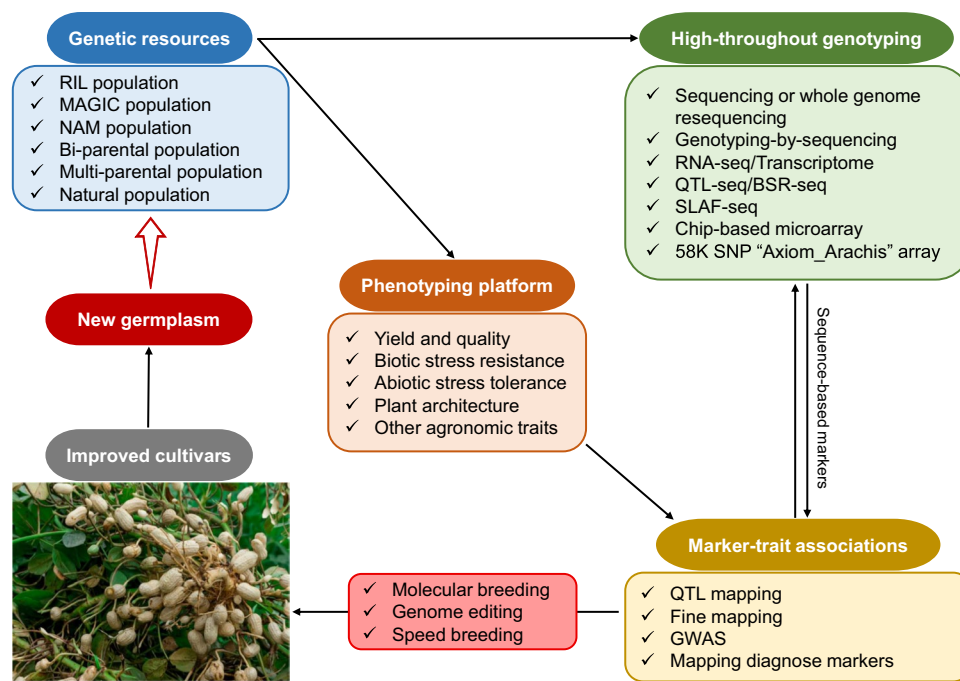 Genetic resources
✓ RIL population
✓ MAGIC population
✓ NAM population
✓ Bi-parental population
✓ Multi-parental population
✓ Natural population
High-throughout genotyping
✓ Sequencing or whole genome
resequencing
✓ Genotyping-by-sequencing
✓ RNA-seq/Transcriptome
✓ QTL-seq/BSR-seq
✓ SLAF-seq
✓ Chip-based microarray
✓ 58K SNP “Axiom_Arachis” array
Phenotyping platform
✓ Yield and quality
✓ Biotic stress resistance
✓ Abiotic stress tolerance
✓ Plant architecture
✓ Other agronomic traits
New germplasm
Sequence-based markers
Improved cultivars
Marker-trait associations
✓ QTL mapping
✓ Fine mapping
✓ GWAS
✓ Mapping diagnose markers
✓ Molecular breeding
✓ Genome editing
✓ Speed breeding